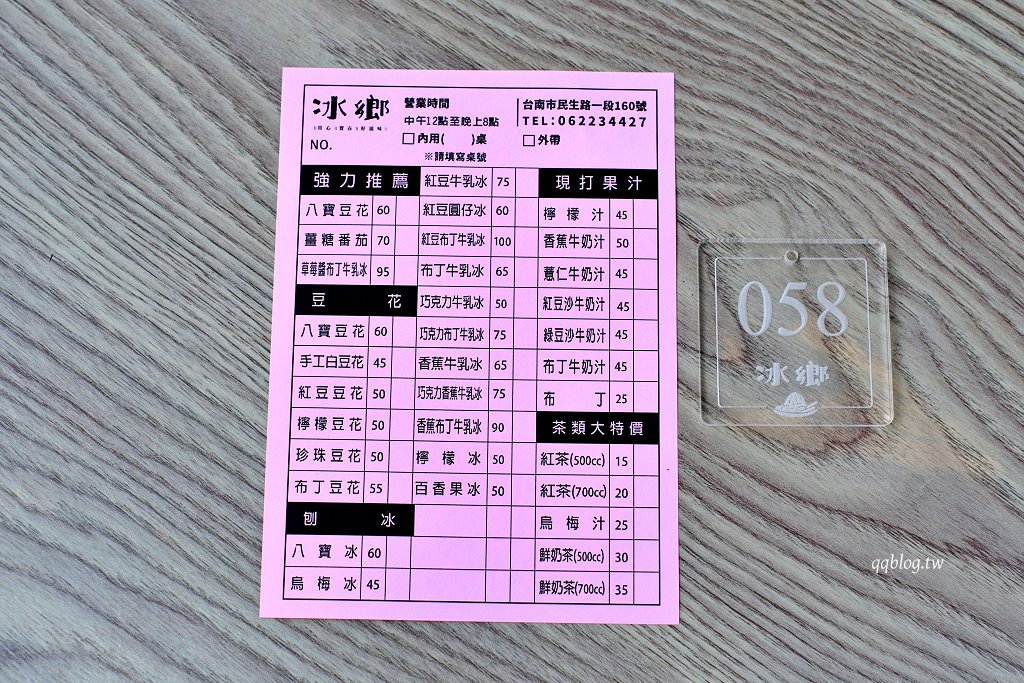 冰鄉
營業時間
中午12點至晚上8點
□內用(　)桌
□外帶
※請填寫桌號
台南市民生路一段160號
TEL:062234427
NO.
強力推薦
八寶豆花 60
薑糖番茄 70
草莓醬布丁牛乳冰 95
豆花
八寶豆花 60
手工白豆花 45
紅豆豆花 50
檸檬豆花 50
珍珠豆花 50
布丁豆花 55
刨冰
八寶冰 60
烏梅冰 45
紅豆牛乳冰 75
紅豆圓仔冰 60
紅豆布丁牛乳冰 100
布丁牛乳冰 65
巧克力牛乳冰 50
巧克力布丁牛乳冰 75
香蕉牛乳冰 65
巧克力香蕉牛乳冰 75
香蕉布丁牛乳冰 90
檸檬冰 50
百香果冰 50
現打果汁
檸檬汁 45
香蕉牛奶汁 50
薏仁牛奶汁 45
紅豆沙牛奶汁 45
綠豆沙牛奶汁 45
布丁牛奶汁 45
布丁 25
茶類大特價
紅茶(500cc) 15
紅茶(700cc) 20
烏梅汁 25
鮮奶茶(500cc) 30
鮮奶茶(700cc) 35
058
冰鄉
qqblog.tw